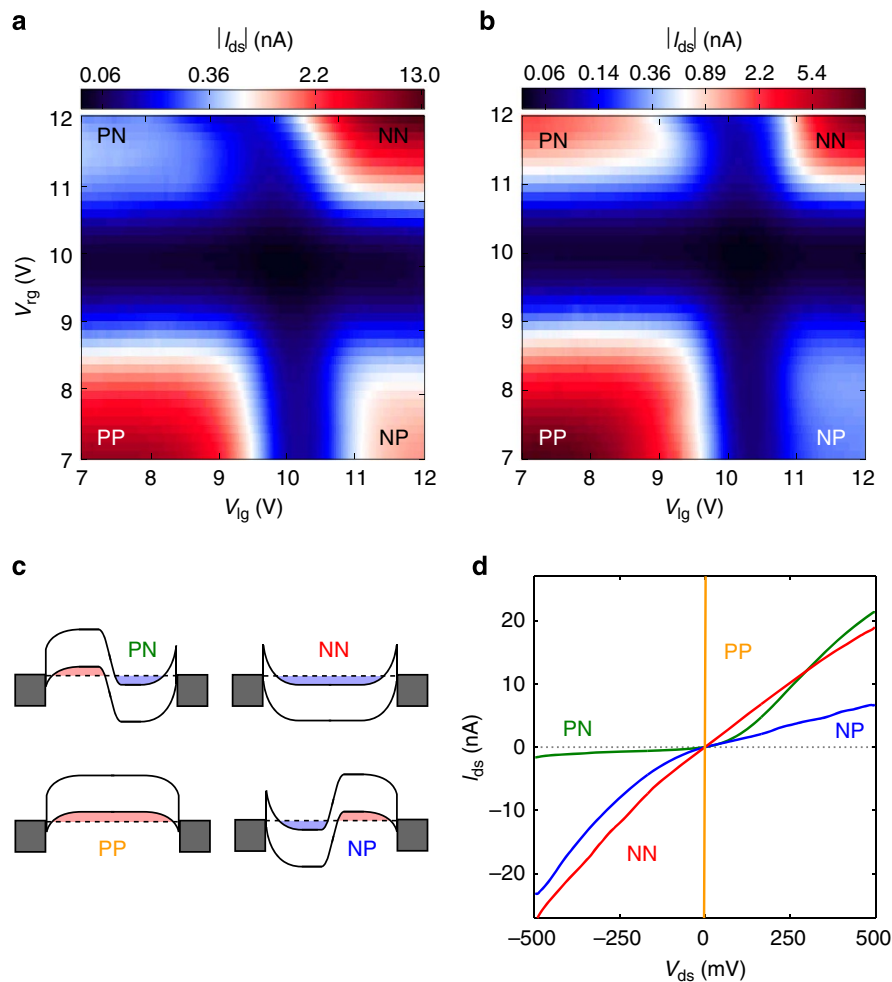 a
|Ids| (nA)
0.06 0.36 2.2 13.0
PN NN
PP NP
12
11
10
9
8
7
Vrg (V)
7 8 9 10 11 12
Vlg (V)
b
|Ids| (nA)
0.06 0.14 0.36 0.89 2.2 5.4
PN NN
PP NP
12
11
10
9
8
7
7 8 9 10 11 12
Vlg (V)
c
PN
NN
PP
NP
d
20
10
0
−10
−20
Ids (nA)
PP
PN
NP
NN
−500 −250 0 250 500
Vds (mV)